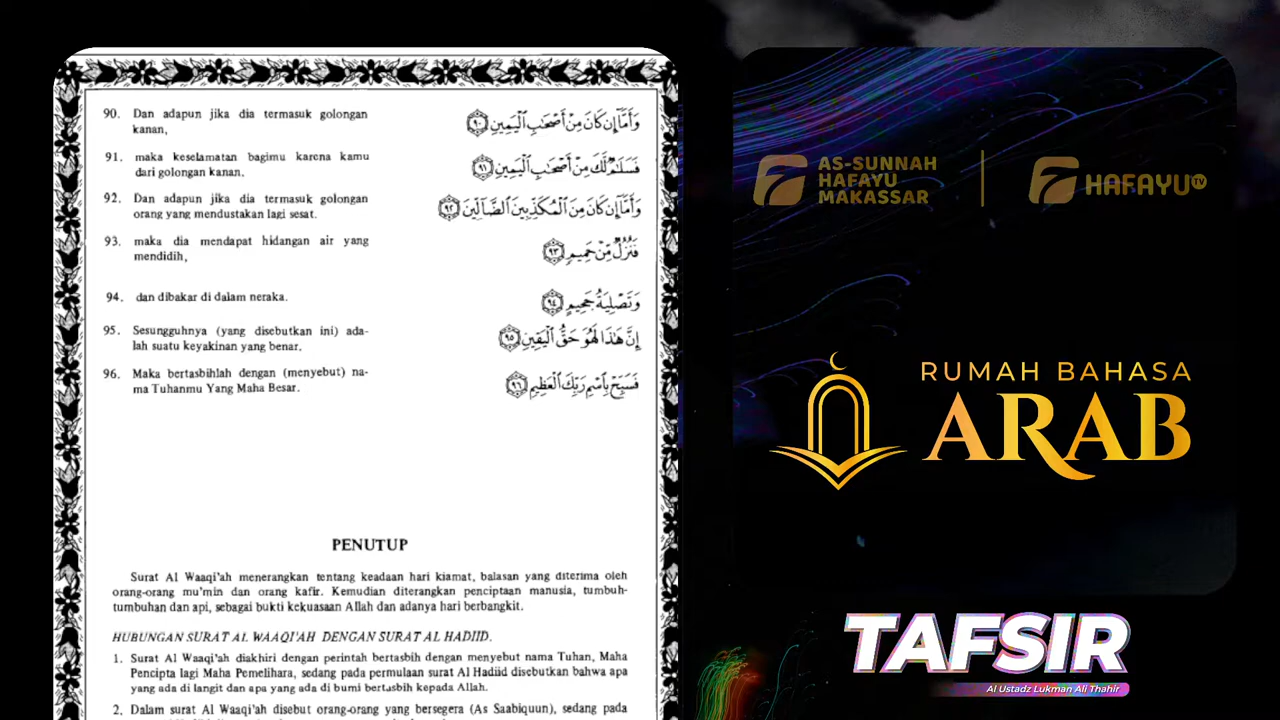 90. Dan adapun jika dia termasuk golongan
kanan,
وَأَمَّآ إِن كَانَ مِنْ أَصْحَٰبِ ٱلْيَمِينِ ٩٠
91. maka keselamatan bagimu karena kamu
dari golongan kanan.
فَسَلَٰمٌ لَّكَ مِنْ أَصْحَٰبِ ٱلْيَمِينِ ٩١
92. Dan adapun jika dia termasuk golongan
orang yang mendustakan lagi sesat.
وَأَمَّآ إِن كَانَ مِنَ ٱلْمُكَذِّبِينَ ٱلضَّآلِّينَ ٩٢
93. maka dia mendapat hidangan air yang
mendidih,
فَنُزُلٌ مِّنْ حَمِيمٍ ٩٣
94. dan dibakar di dalam neraka.
وَتَصْلِيَةُ جَحِيمٍ ٩٤
95. Sesungguhnya (yang disebutkan ini) ada-
lah suatu keyakinan yang benar.
إِنَّ هَٰذَا لَهُوَ حَقُّ ٱلْيَقِينِ ٩٥
96. Maka bertasbihlah dengan (menyebut) na-
ma Tuhanmu Yang Maha Besar.
فَسَبِّحْ بِٱسْمِ رَبِّكَ ٱلْعَظِيمِ ٩٦
PENUTUP
Surat Al Waaqi'ah menerangkan tentang keadaan hari kiamat, balasan yang diterima oleh
orang-orang mu'min dan orang kafir. Kemudian diterangkan penciptaan manusia, tumbuh-
tumbuhan dan api, sebagai bukti kekuasaan Allah dan adanya hari berbangkit.
HUBUNGAN SURAT AL WAAQI'AH DENGAN SURAT AL HADIID.
1. Surat Al Waaqi'ah diakhiri dengan perintah bertasbih dengan menyebut nama Tuhan, Maha
Pencipta lagi Maha Pemelihara, sedang pada permulaan surat Al Hadiid disebutkan bahwa apa
yang ada di langit dan apa yang ada di bumi bertasbih kepada Allah.
2. Dalam surat Al Waaqi'ah disebut orang-orang yang bersegera (As Saabiquun), sedang pada
AS-SUNNAH
HAFAYU
MAKASSAR
HAFAYU TV
RUMAH BAHASA
ARAB
TAFSIR
Al Ustadz Lukman Ali Thahir